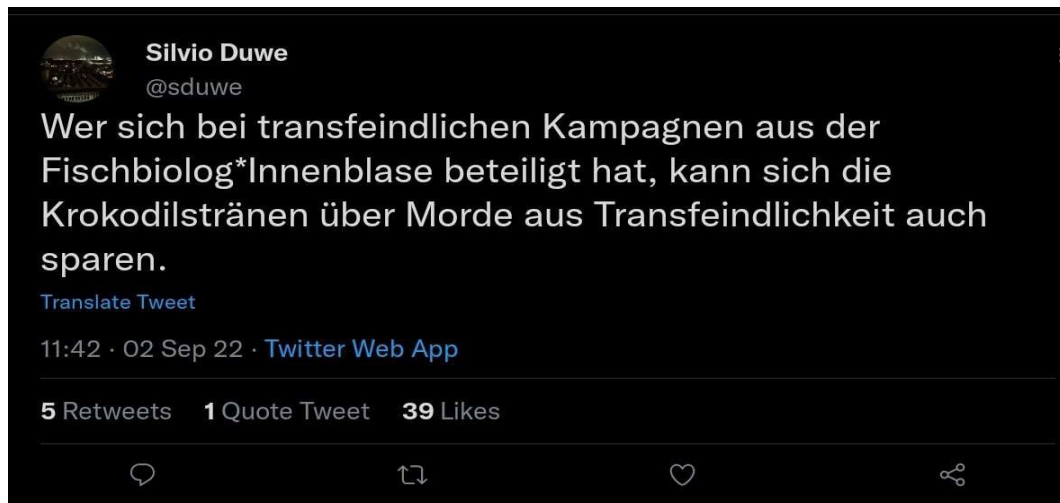 Silvio Duwe
@sduwe
Wer sich bei transfeindlichen Kampagnen aus der
Fischbiolog*Innenblase beteiligt hat, kann sich die
Krokodilstränen über Morde aus Transfeindlichkeit auch
sparen.
Translate Tweet
11:42 · 02 Sep 22 · Twitter Web App
5 Retweets 1 Quote Tweet 39 Likes